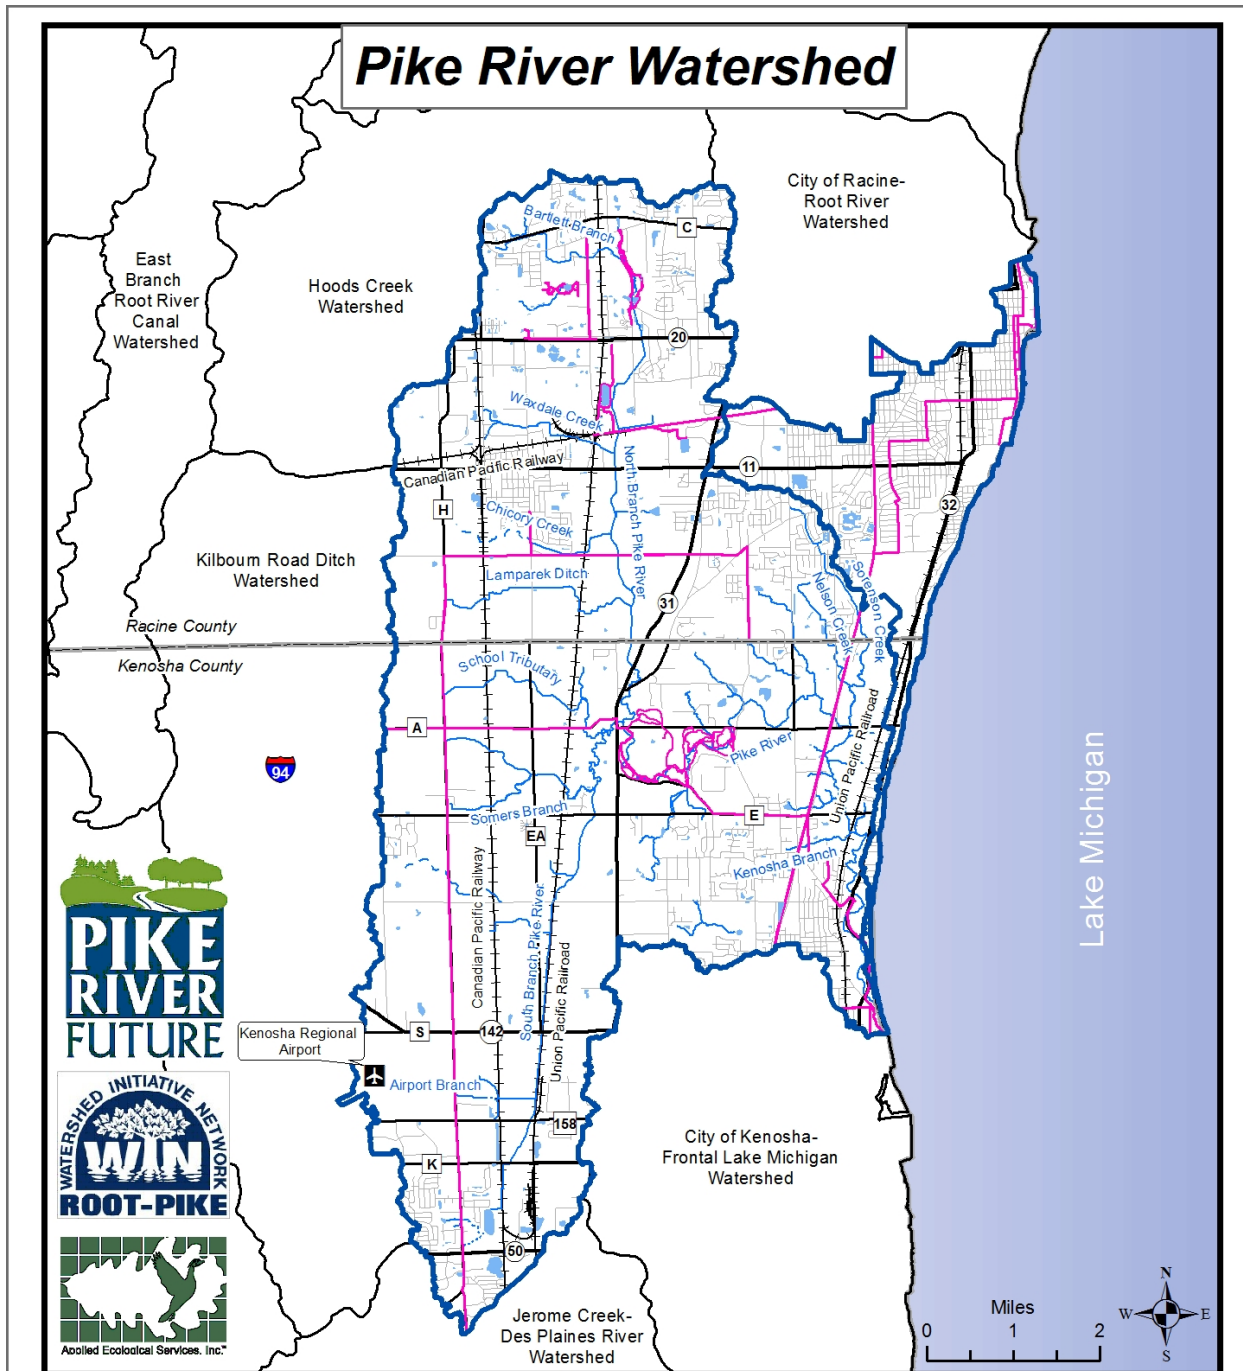 Pike River Watershed
City of Racine-
Root River
Watershed
East
Branch
Root River
Canal
Watershed
Hoods Creek
Watershed
Bartlett Branch
C
20
Waxdale Creek
Canadian Pacific Railway
11
H
Chicory Creek
North Branch Pike River
32
Kilbourn Road Ditch
Watershed
Lamparek Ditch
Nelson Creek
Sorenson Creek
31
Racine County
Kenosha County
School Tributary
A
Pike River
Union Pacific Railroad
94
Lake Michigan
Somers Branch
E
EA
Kenosha Branch
Canadian Pacific Railway
South Branch Pike River
Union Pacific Railroad
PIKE
RIVER
FUTURE
S
142
Kenosha Regional
Airport
Airport Branch
158
WATERSHED INITIATIVE NETWORK
WIN
ROOT-PIKE
K
City of Kenosha-
Frontal Lake Michigan
Watershed
50
Applied Ecological Services, Inc.™
Jerome Creek-
Des Plaines River
Watershed
Miles
0 1 2
N
W E
S